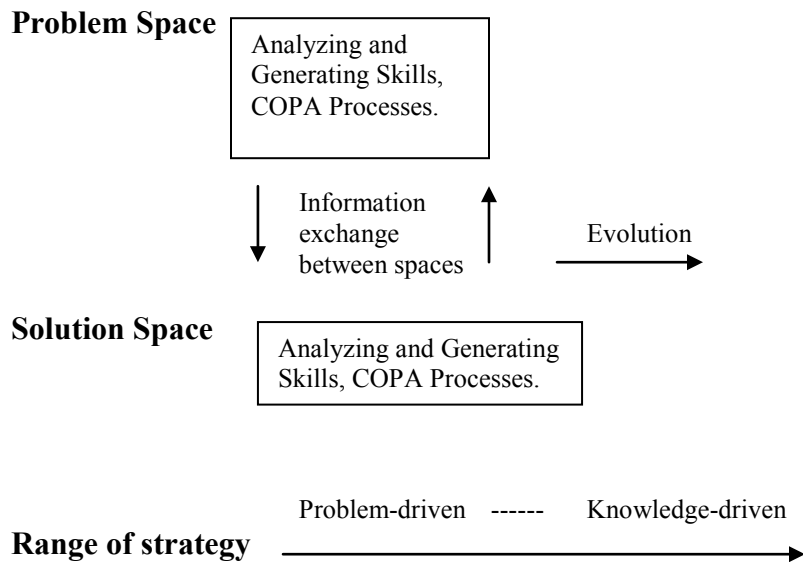 Problem Space
Analyzing and
Generating Skills,
COPA Processes.
Information
exchange
between spaces
Evolution
Solution Space
Analyzing and Generating
Skills, COPA Processes.
Problem-driven ------ Knowledge-driven
Range of strategy